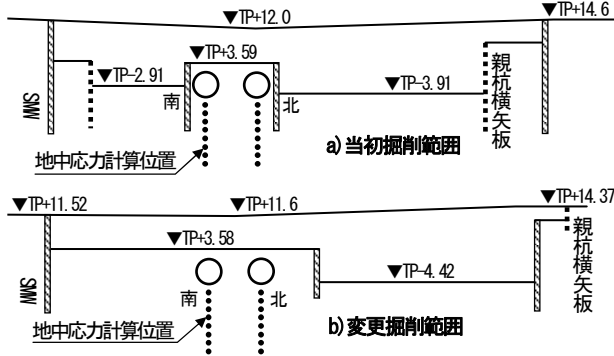 ▼TP+12.0
▼TP+14.6
▼TP+3.59
▼TP-2.91
▼TP-3.91
SMW
南
北
親杭横矢板
地中応力計算位置
a)当初掘削範囲
▼TP+11.52
▼TP+11.6
▼TP+14.37
▼TP+3.58
▼TP-4.42
SMW
南
北
親杭横矢板
地中応力計算位置
b)変更掘削範囲